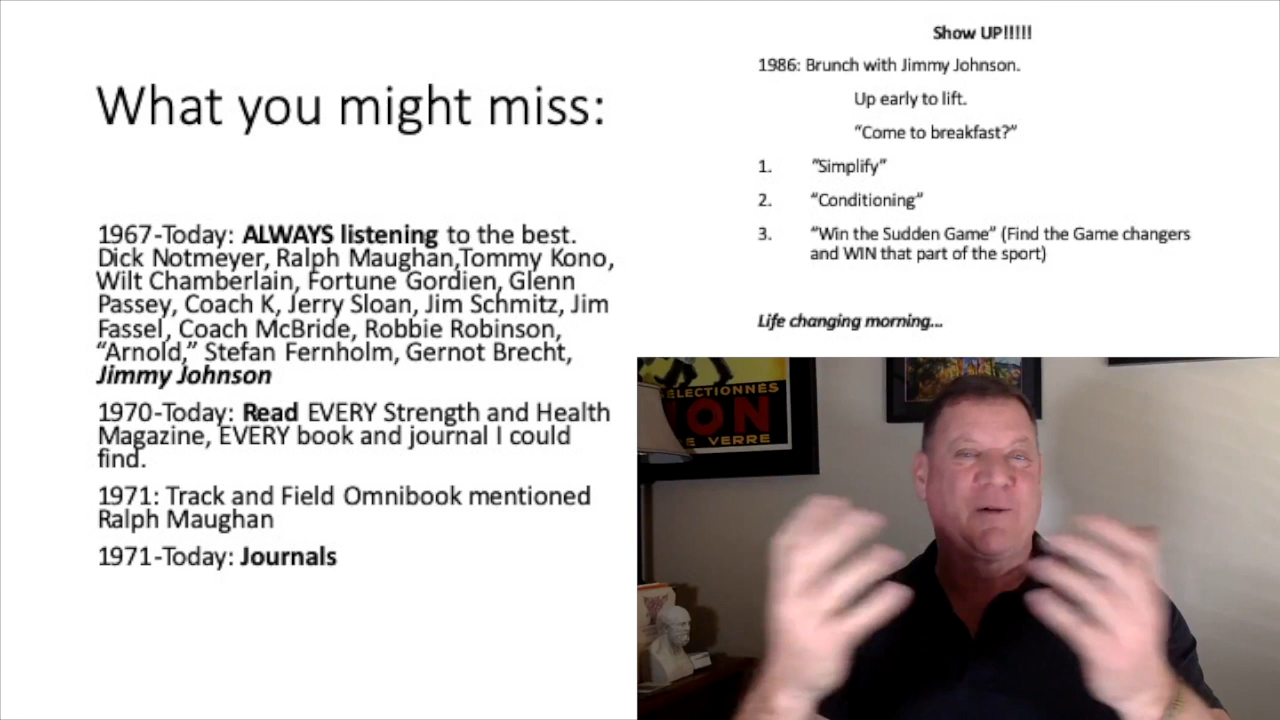 What you might miss:
1967-Today: ALWAYS listening to the best.
Dick Notmeyer, Ralph Maughan,Tommy Kono,
Wilt Chamberlain, Fortune Gordien, Glenn
Passey, Coach K, Jerry Sloan, Jim Schmitz, Jim
Fassel, Coach McBride, Robbie Robinson,
“Arnold,” Stefan Fernholm, Gernot Brecht,
Jimmy Johnson
1970-Today: Read EVERY Strength and Health
Magazine, EVERY book and journal I could
find.
1971: Track and Field Omnibook mentioned
Ralph Maughan
1971-Today: Journals
Show UP!!!!!
1986: Brunch with Jimmy Johnson.
Up early to lift.
“Come to breakfast?”
1. “Simplify”
2. “Conditioning”
3. “Win the Sudden Game” (Find the Game changers
and WIN that part of the sport)
Life changing morning...
ÉLECTIONNÉS
ION
E VERRE